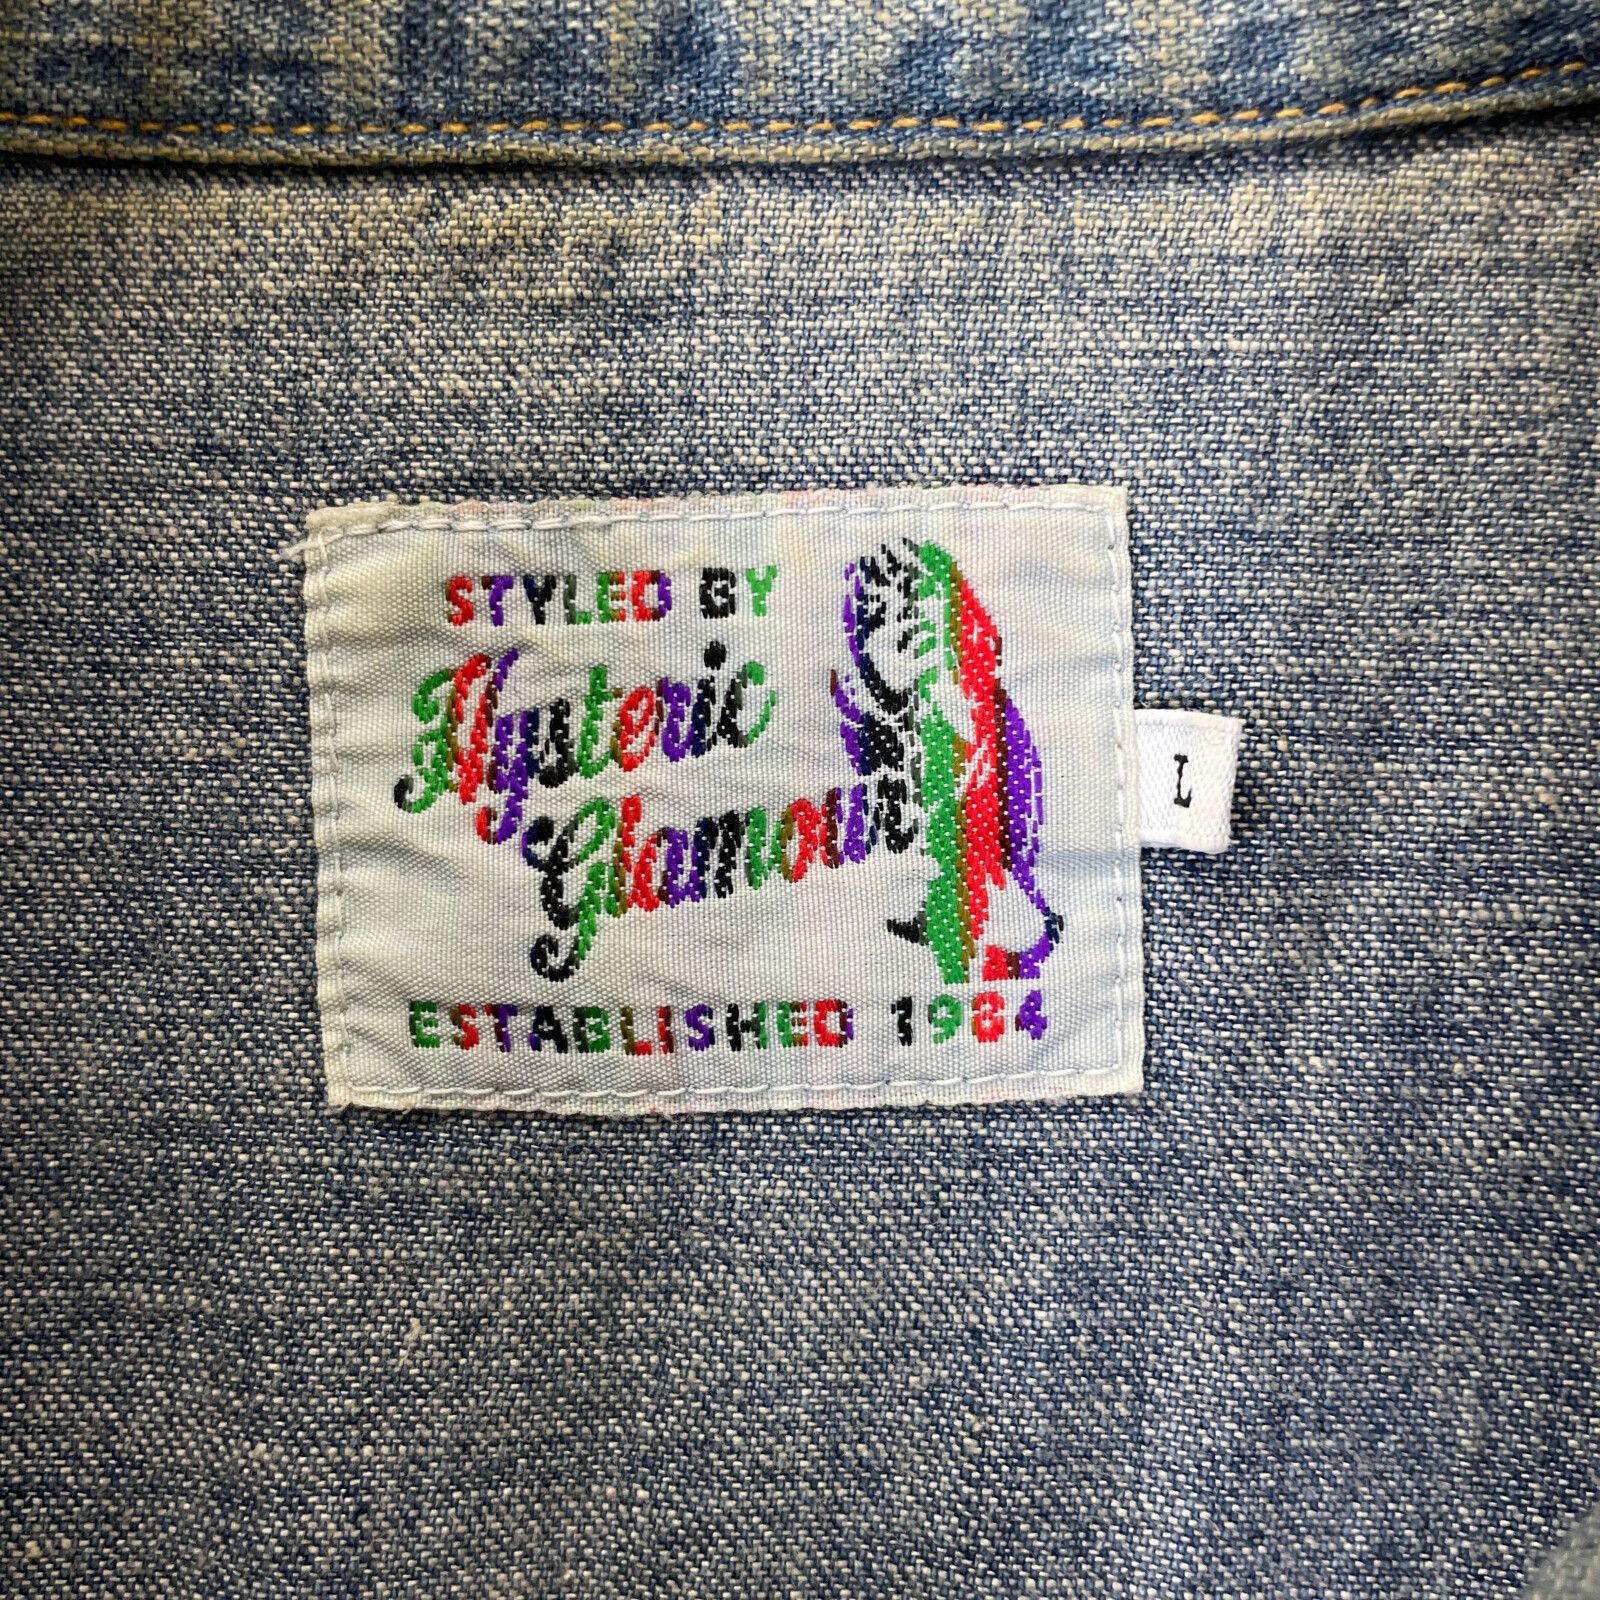 STYLED BY
Hysteric
Glamour
ESTABLISHED 1984
L